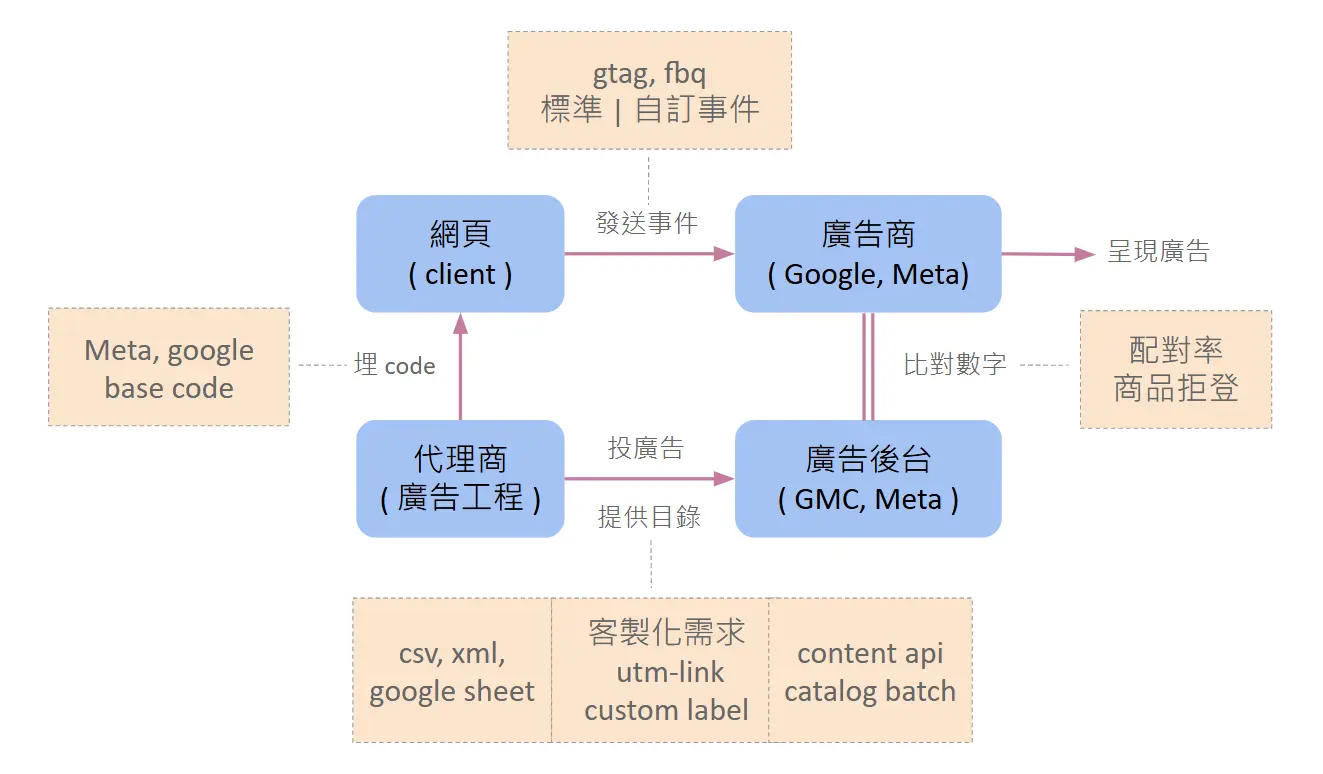 gtag, fbq
標準 | 自訂事件
網頁
( client )
發送事件
廣告商
( Google, Meta)
呈現廣告
Meta, google
base code
埋 code
比對數字
配對率
商品拒登
代理商
( 廣告工程 )
投廣告
提供目錄
廣告後台
( GMC, Meta )
csv, xml,
google sheet
客製化需求
utm-link
custom label
content api
catalog batch